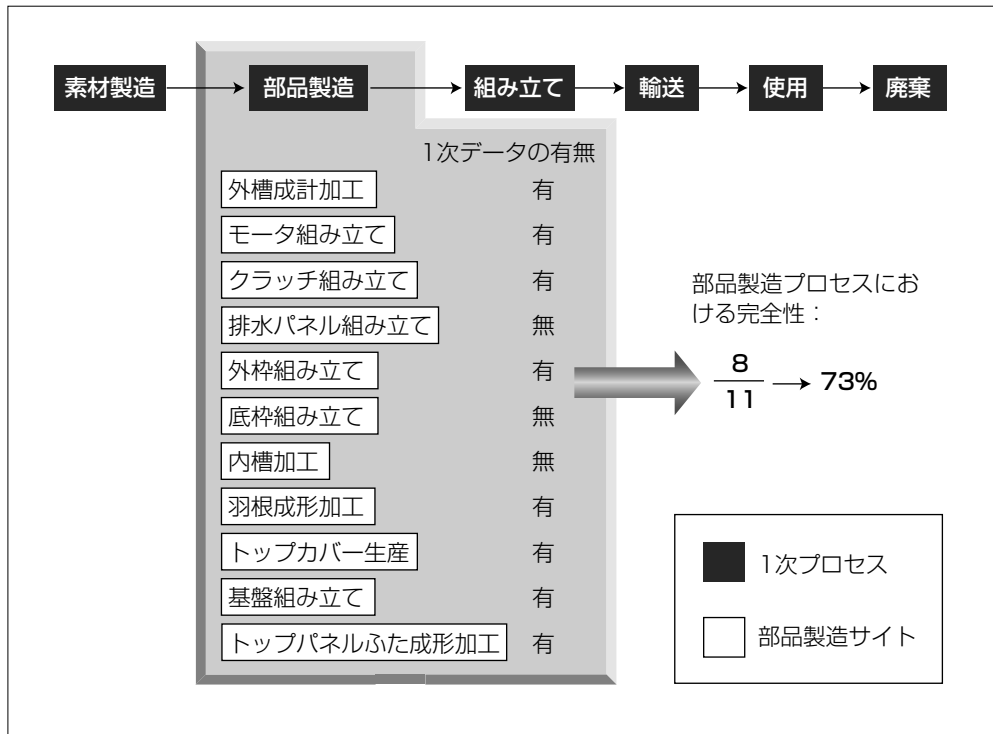 素材製造 部品製造 組み立て 輸送 使用 廃棄
1次データの有無
外槽成計加工 有
モータ組み立て 有
クラッチ組み立て 有
排水パネル組み立て 無
外枠組み立て 有
底枠組み立て 無
内槽加工 無
羽根成形加工 有
トップカバー生産 有
基盤組み立て 有
トップパネルふた成形加工 有
部品製造プロセスにお
ける完全性：
8
11 → 73%
1次プロセス
部品製造サイト